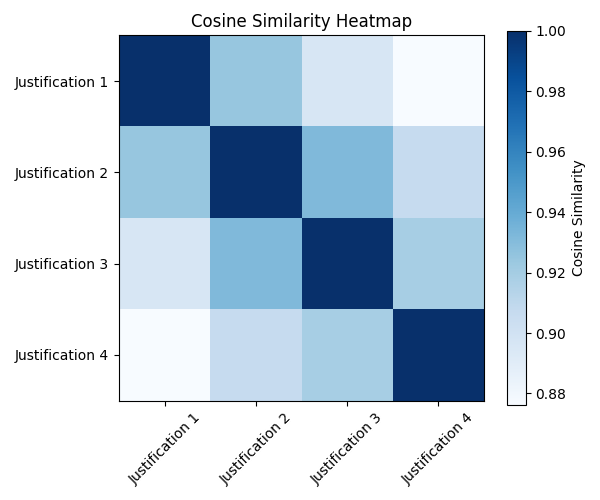 Cosine Similarity Heatmap
Justification 1
Justification 2
Justification 3
Justification 4
Justification 1
Justification 2
Justification 3
Justification 4
1.00
0.98
0.96
0.94
0.92
0.90
0.88
Cosine Similarity